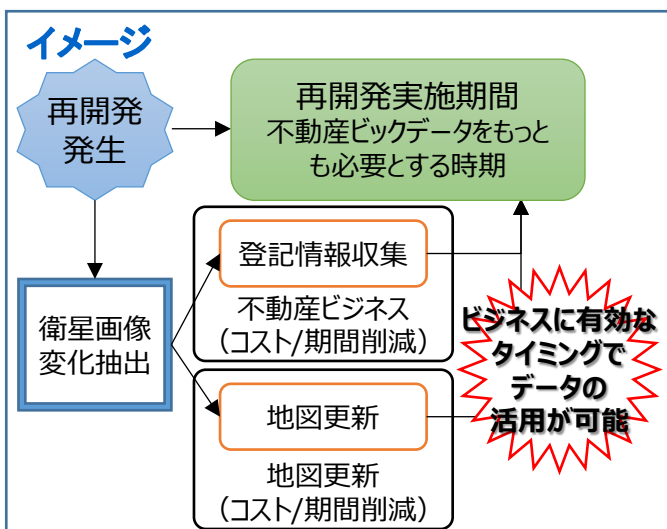 イメージ
再開発
発生
再開発実施期間
不動産ビックデータをもっと
も必要とする時期
登記情報収集
不動産ビジネス
（コスト/期間削減）
衛星画像
変化抽出
ビジネスに有効な
タイミングで
データの
活用が可能
地図更新
地図更新
（コスト/期間削減）